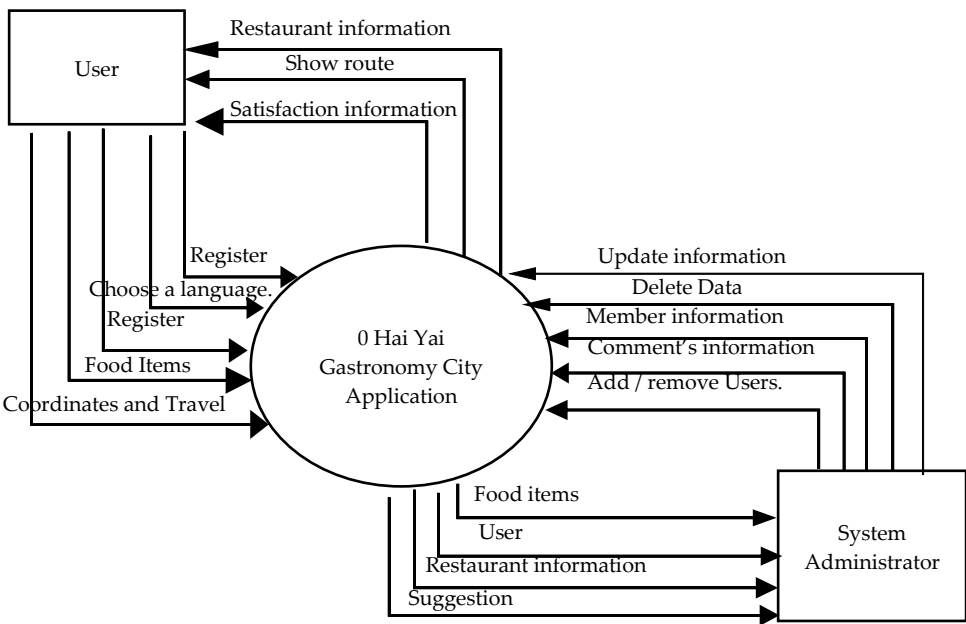 Restaurant information
User
Show route
Satisfaction information
Register
Choose a language.
Register
Food Items
Coordinates and Travel
0 Hai Yai
Gastronomy City
Application
Update information
Delete Data
Member information
Comment's information
Add / remove Users.
Food items
User
Restaurant information
Suggestion
System
Administrator